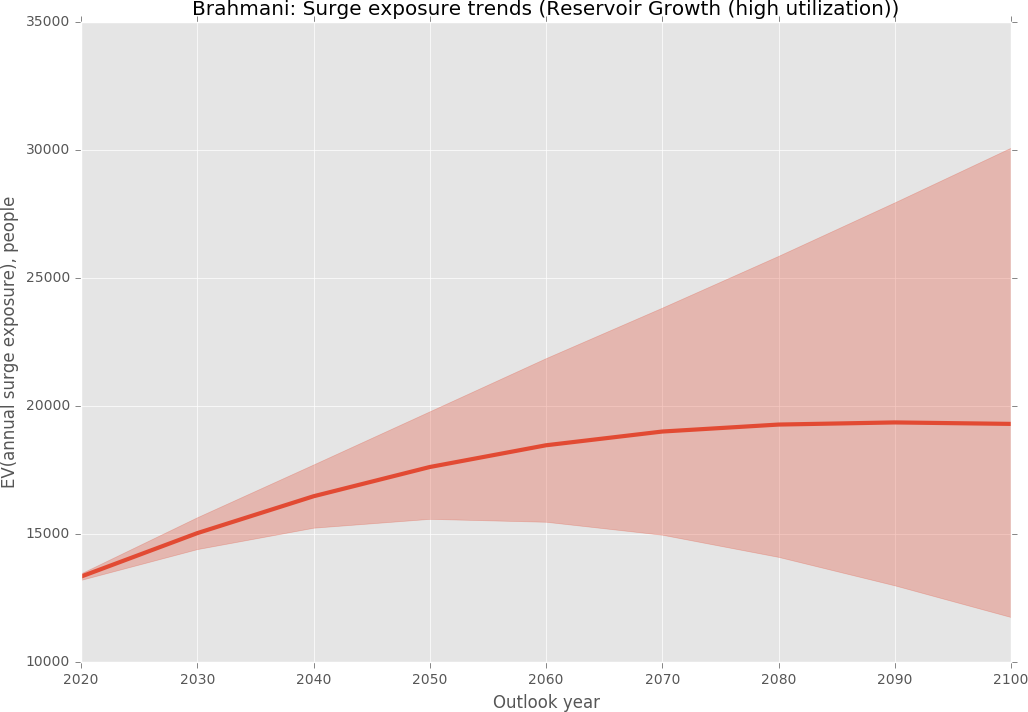 Brahmani: Surge exposure trends (Reservoir Growth (high utilization))
35000
30000
25000
20000
15000
10000
EV(annual surge exposure), people
2020 2030 2040 2050 2060 2070 2080 2090 2100
Outlook year